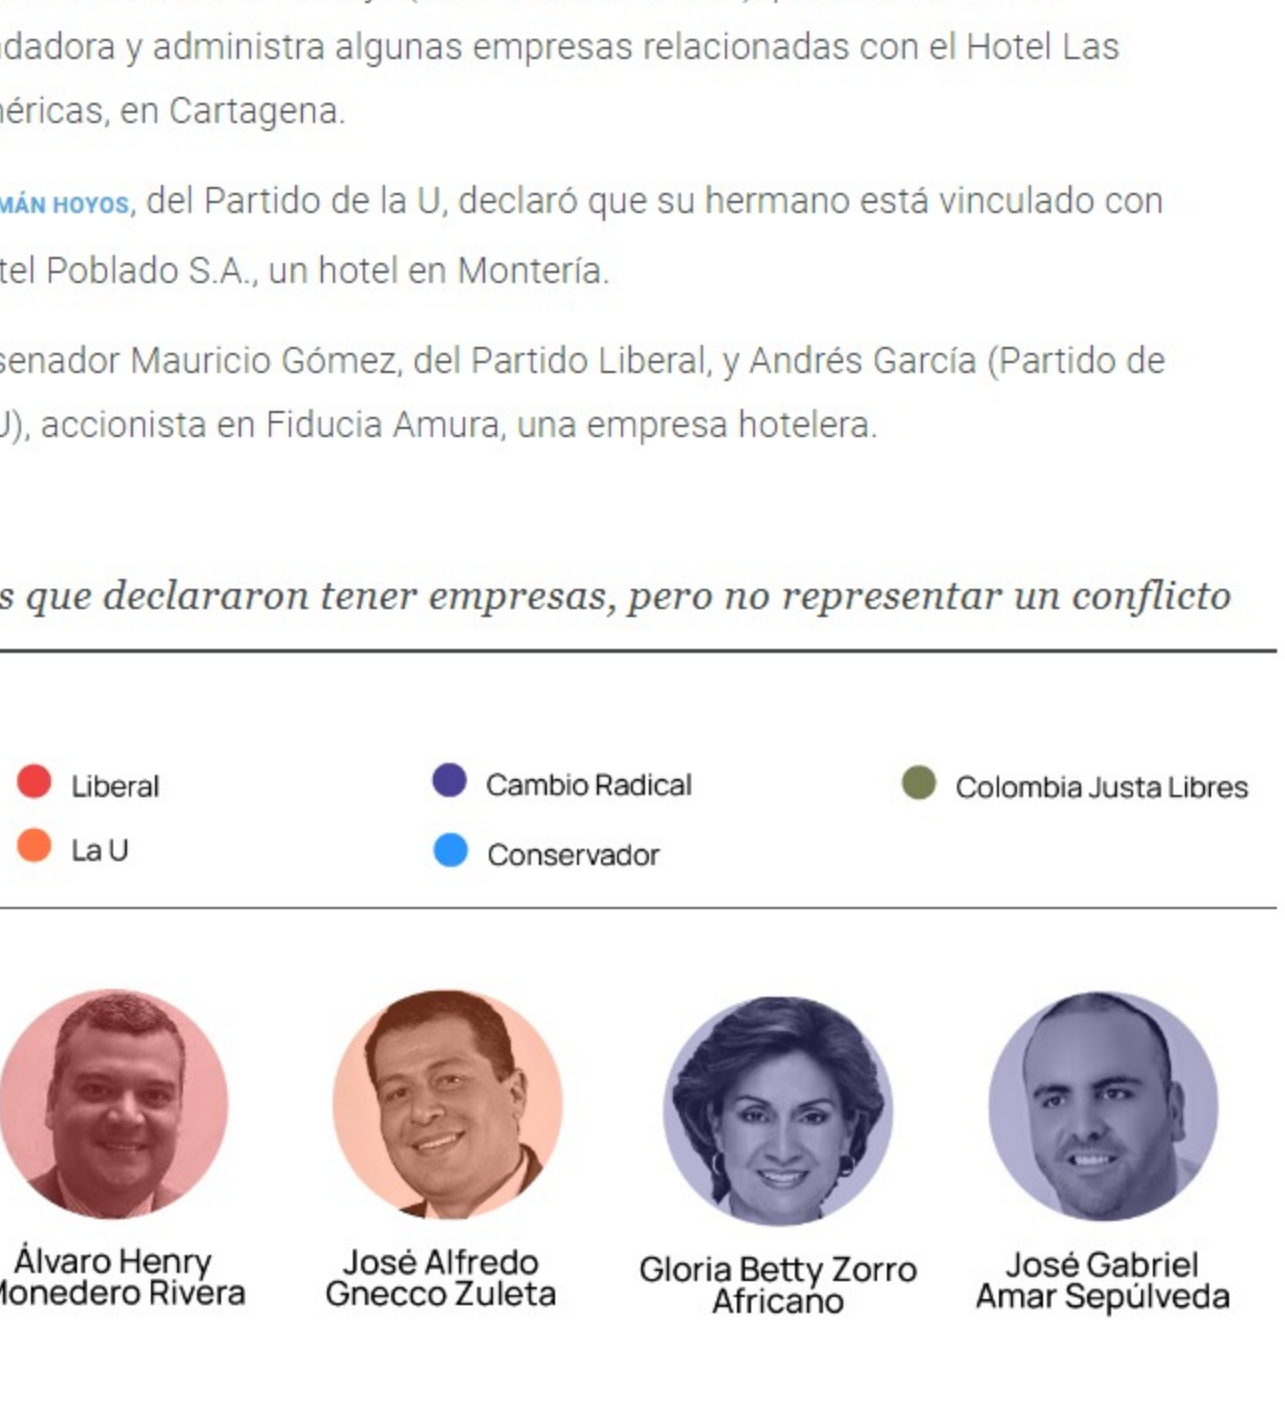 dadora y administra algunas empresas relacionadas con el Hotel Las
éricas, en Cartagena.
MÁN HOYOS, del Partido de la U, declaró que su hermano está vinculado con
tel Poblado S.A., un hotel en Montería.
senador Mauricio Gómez, del Partido Liberal, y Andrés García (Partido de
U), accionista en Fiducia Amura, una empresa hotelera.
s que declararon tener empresas, pero no representar un conflicto
Liberal
Cambio Radical
Colombia Justa Libres
La U
Conservador
Álvaro Henry
Monedero Rivera
José Alfredo
Gnecco Zuleta
Gloria Betty Zorro
Africano
José Gabriel
Amar Sepúlveda